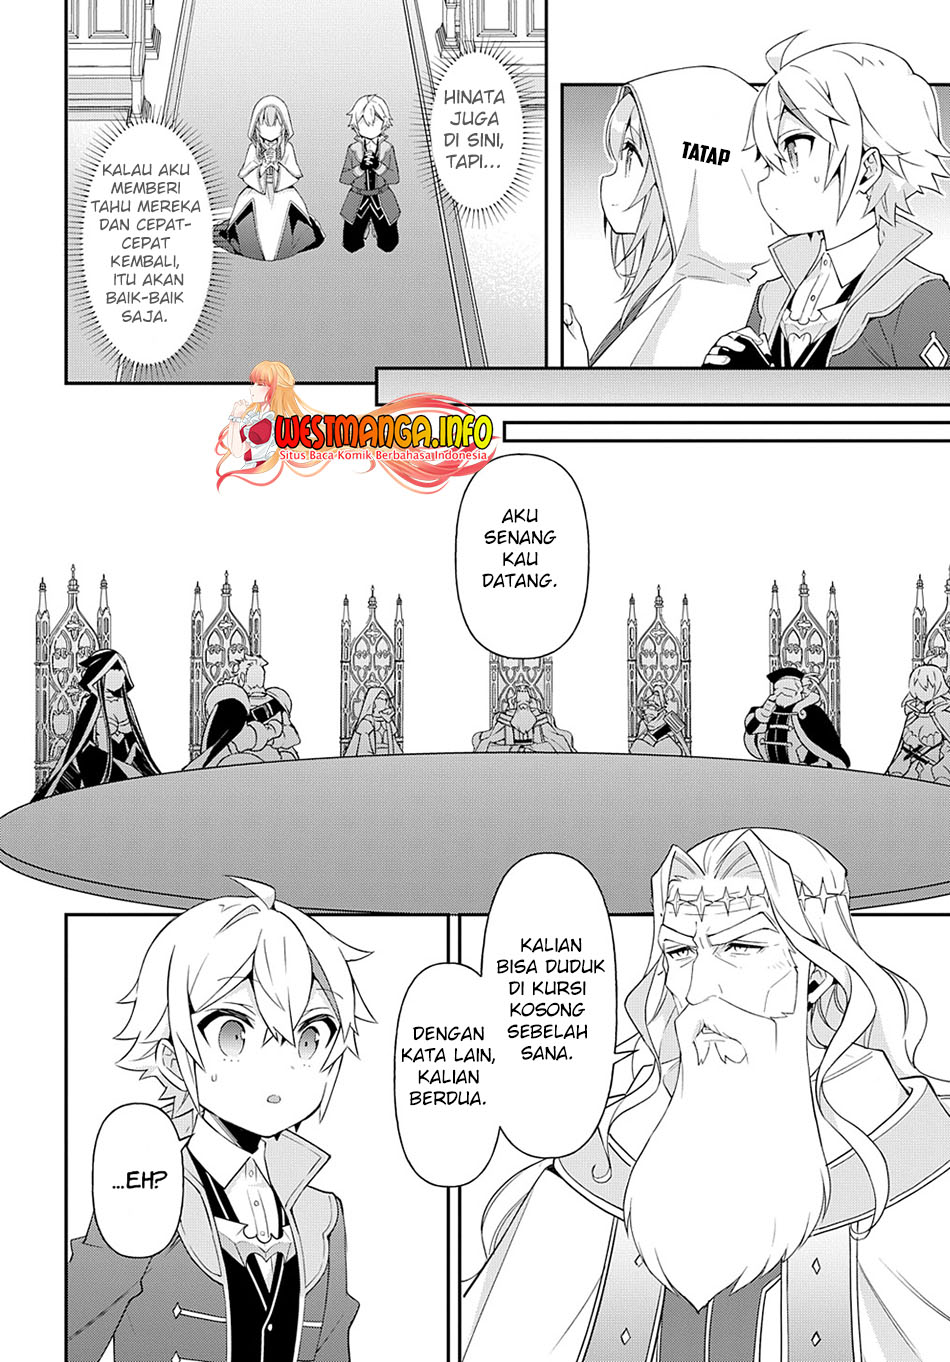 TATAP
HINATA
JUGA
DI SINI,
TAPI...
KALAU AKU
MEMBERI
TAHU MEREKA
DAN CEPAT-
CEPAT
KEMBALI,
ITU AKAN
BAIK-BAIK
SAJA.
WESTMANGA.INFO
Situs Baca Komik Berbahasa Indonesia
AKU
SENANG
KAU
DATANG.
KALIAN
BISA DUDUK
DI KURSI
KOSONG
SEBELAH
SANA.
DENGAN
KATA LAIN,
KALIAN
BERDUA.
...EH?